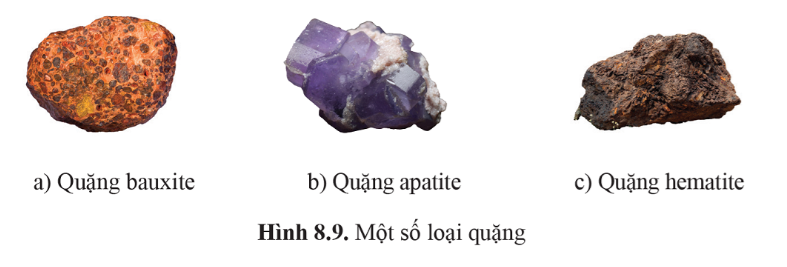 a) Quặng bauxite
b) Quặng apatite
c) Quặng hematite
Hình 8.9. Một số loại quặng